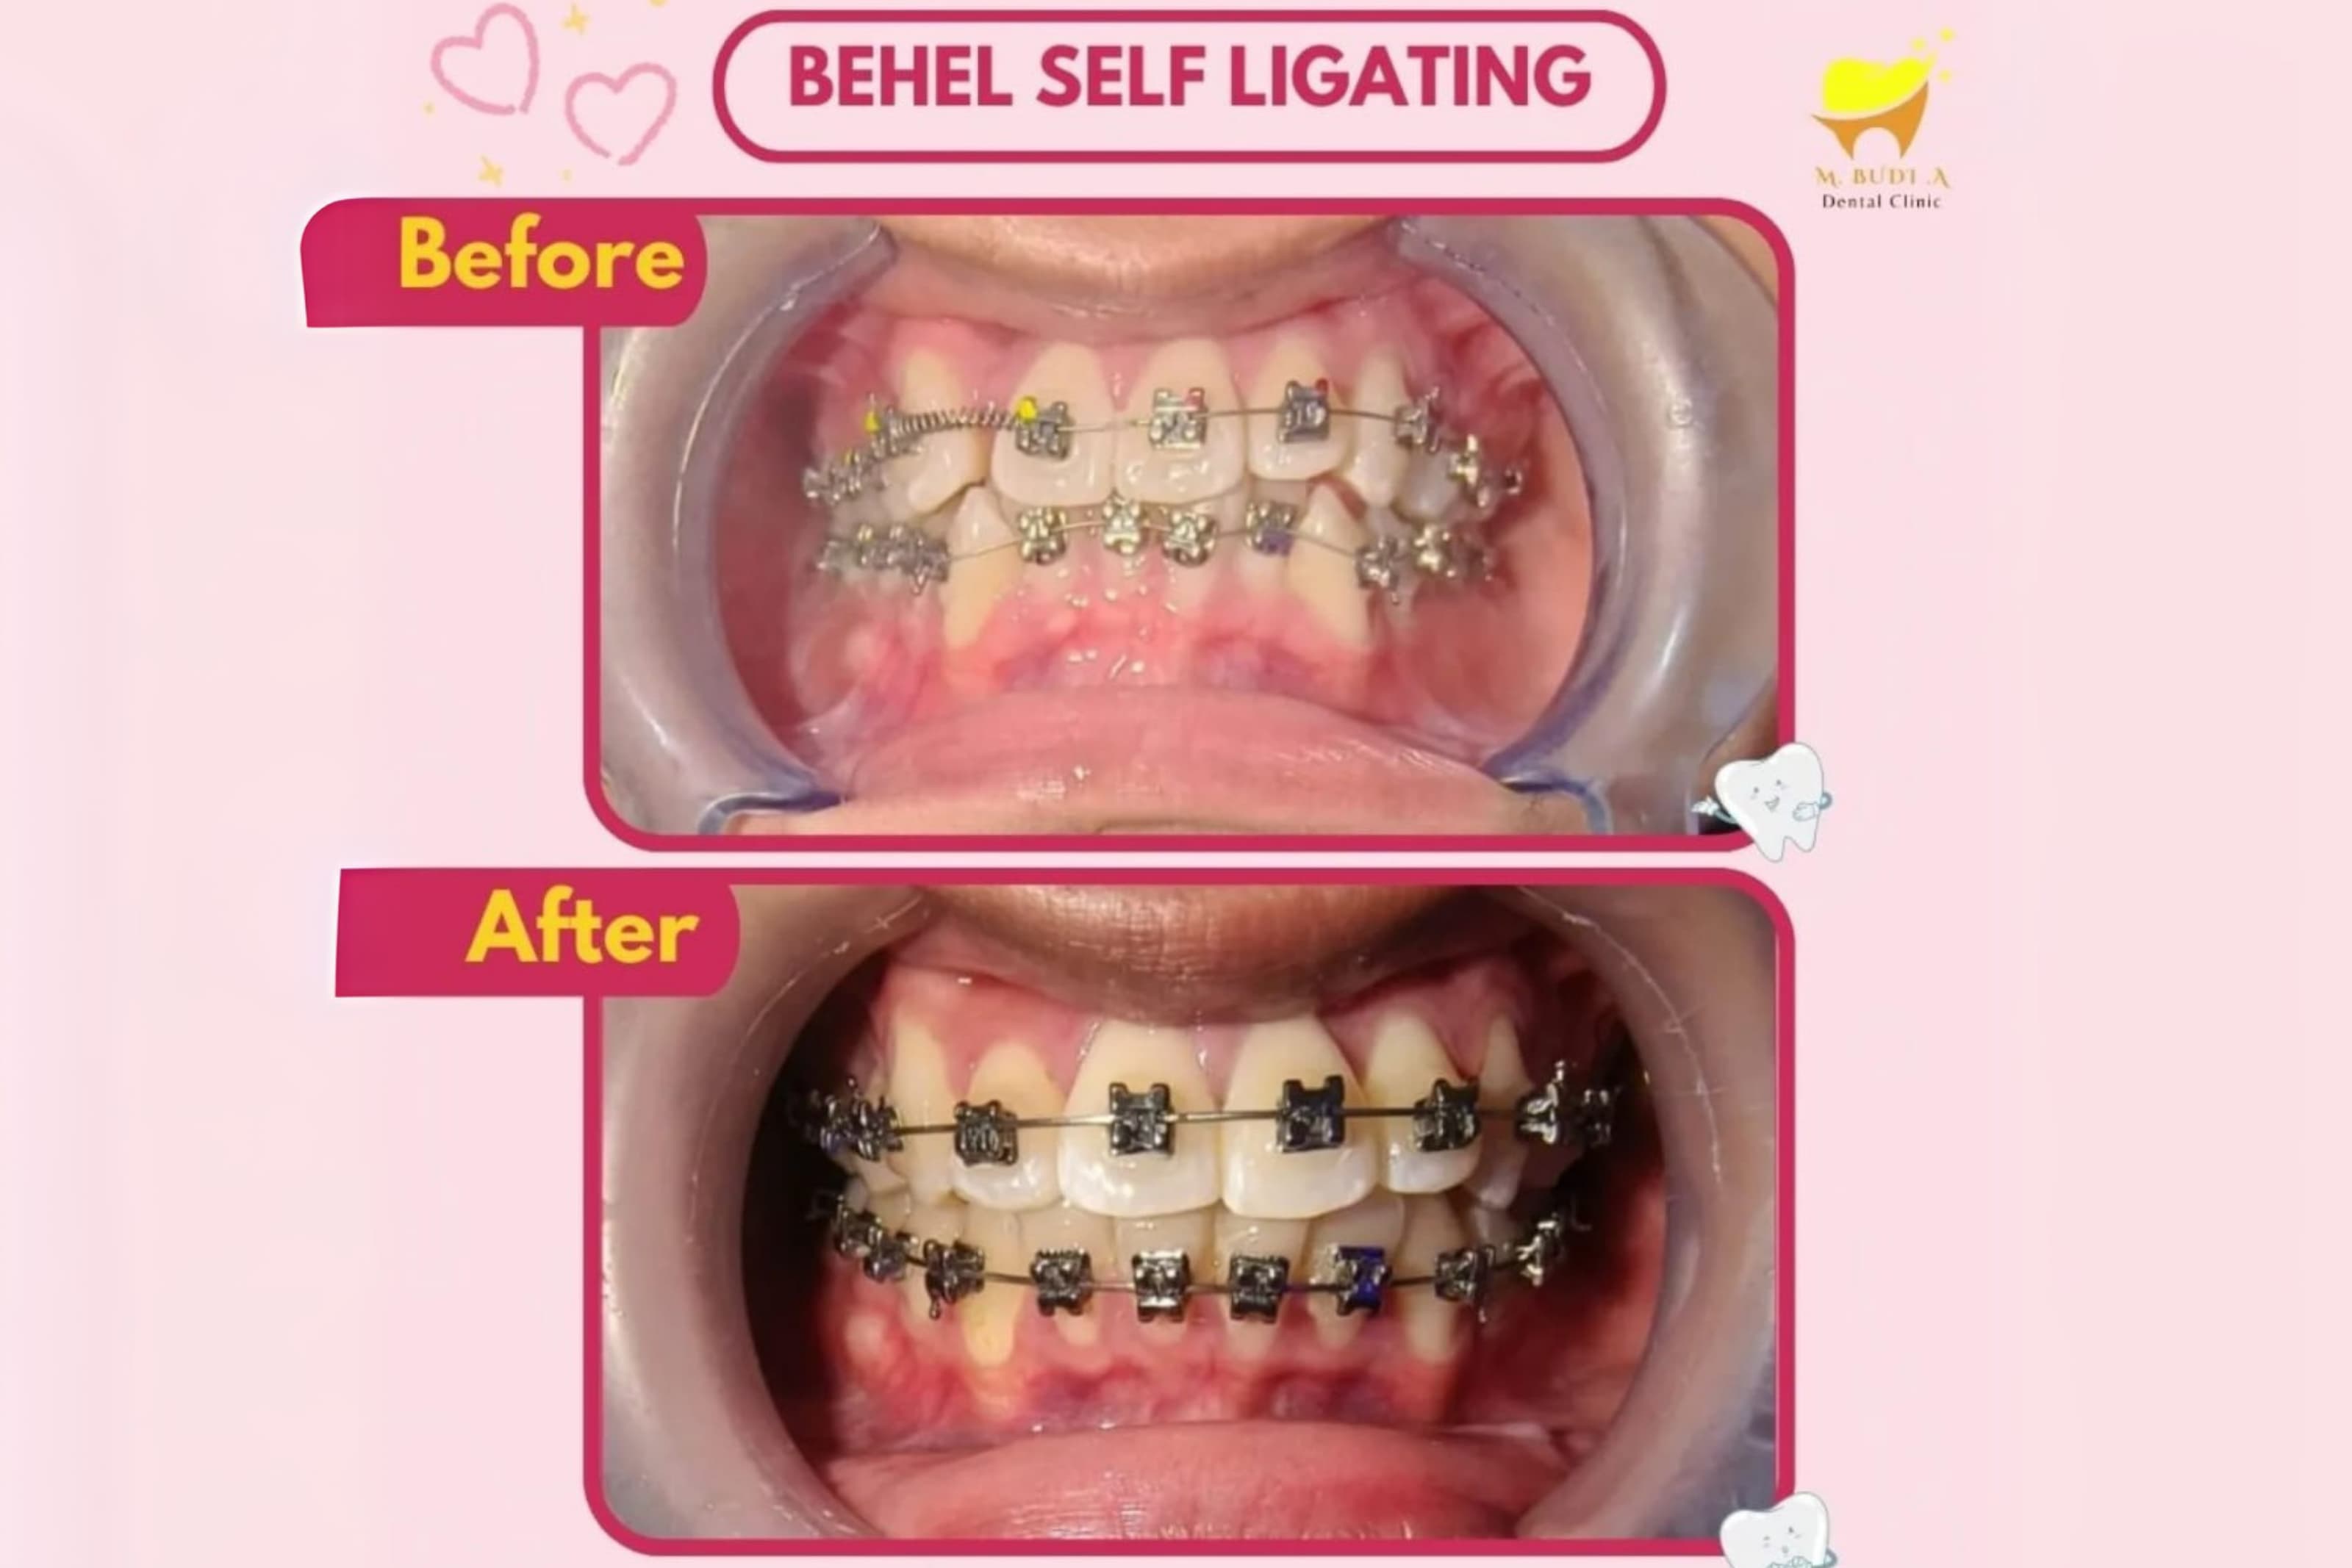 BEHEL SELF LIGATING
M. BUDI .A
Dental Clinic
Before
After